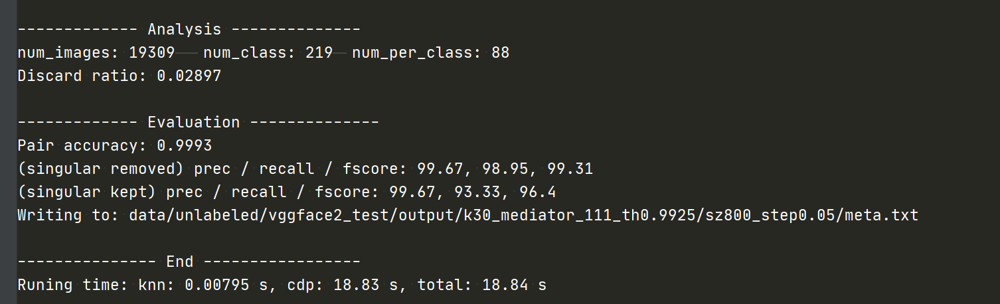 ------------- Analysis --------------
num_images: 19309 num_class: 219 num_per_class: 88
Discard ratio: 0.02897
------------- Evaluation --------------
Pair accuracy: 0.9993
(singular removed) prec / recall / fscore: 99.67, 98.95, 99.31
(singular kept) prec / recall / fscore: 99.67, 93.33, 96.4
Writing to: data/unlabeled/vggface2_test/output/k30_mediator_111_th0.9925/sz800_step0.05/meta.txt
--------------- End -----------------
Runing time: knn: 0.00795 s, cdp: 18.83 s, total: 18.84 s